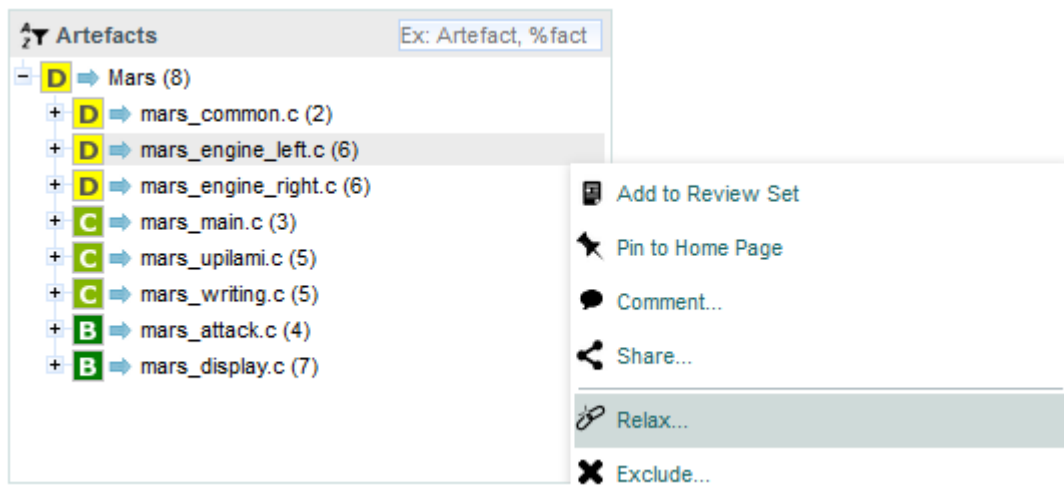 Artefacts Ex: Artefact, %fact
D Mars (8)
D mars_common.c (2)
D mars_engine_left.c (6)
D mars_engine_right.c (6)
C mars_main.c (3)
C mars_upilami.c (5)
C mars_writing.c (5)
B mars_attack.c (4)
B mars_display.c (7)
Add to Review Set
Pin to Home Page
Comment...
Share...
Relax...
Exclude...